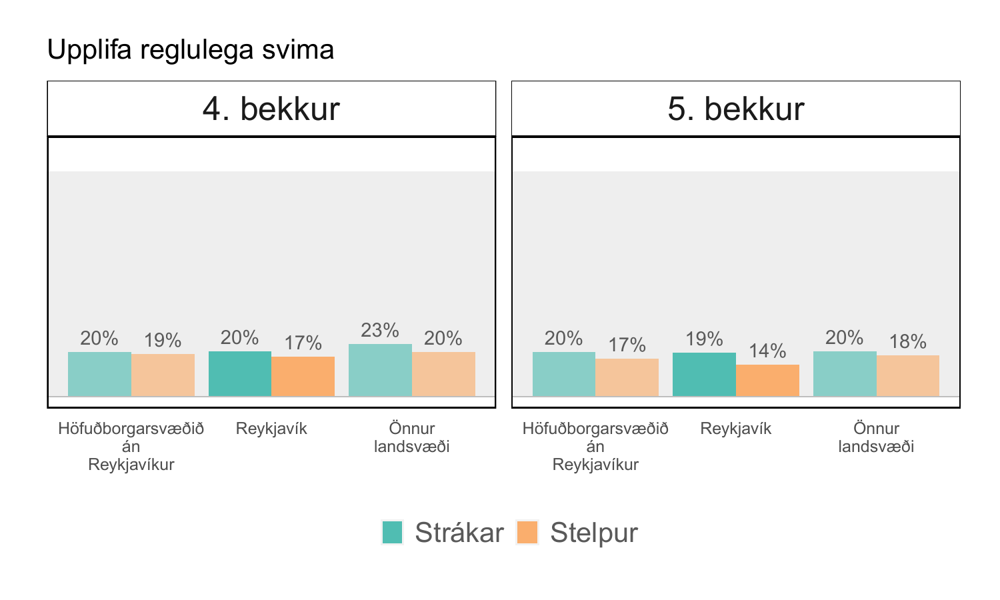 Upplifa reglulega svima
4. bekkur
5. bekkur
20%
19%
20%
17%
23%
20%
20%
17%
19%
14%
20%
18%
Höfuðborgarsvæðið
án
Reykjavíkur
Reykjavík
Önnur
landsvæði
Höfuðborgarsvæðið
án
Reykjavíkur
Reykjavík
Önnur
landsvæði
Strákar
Stelpur